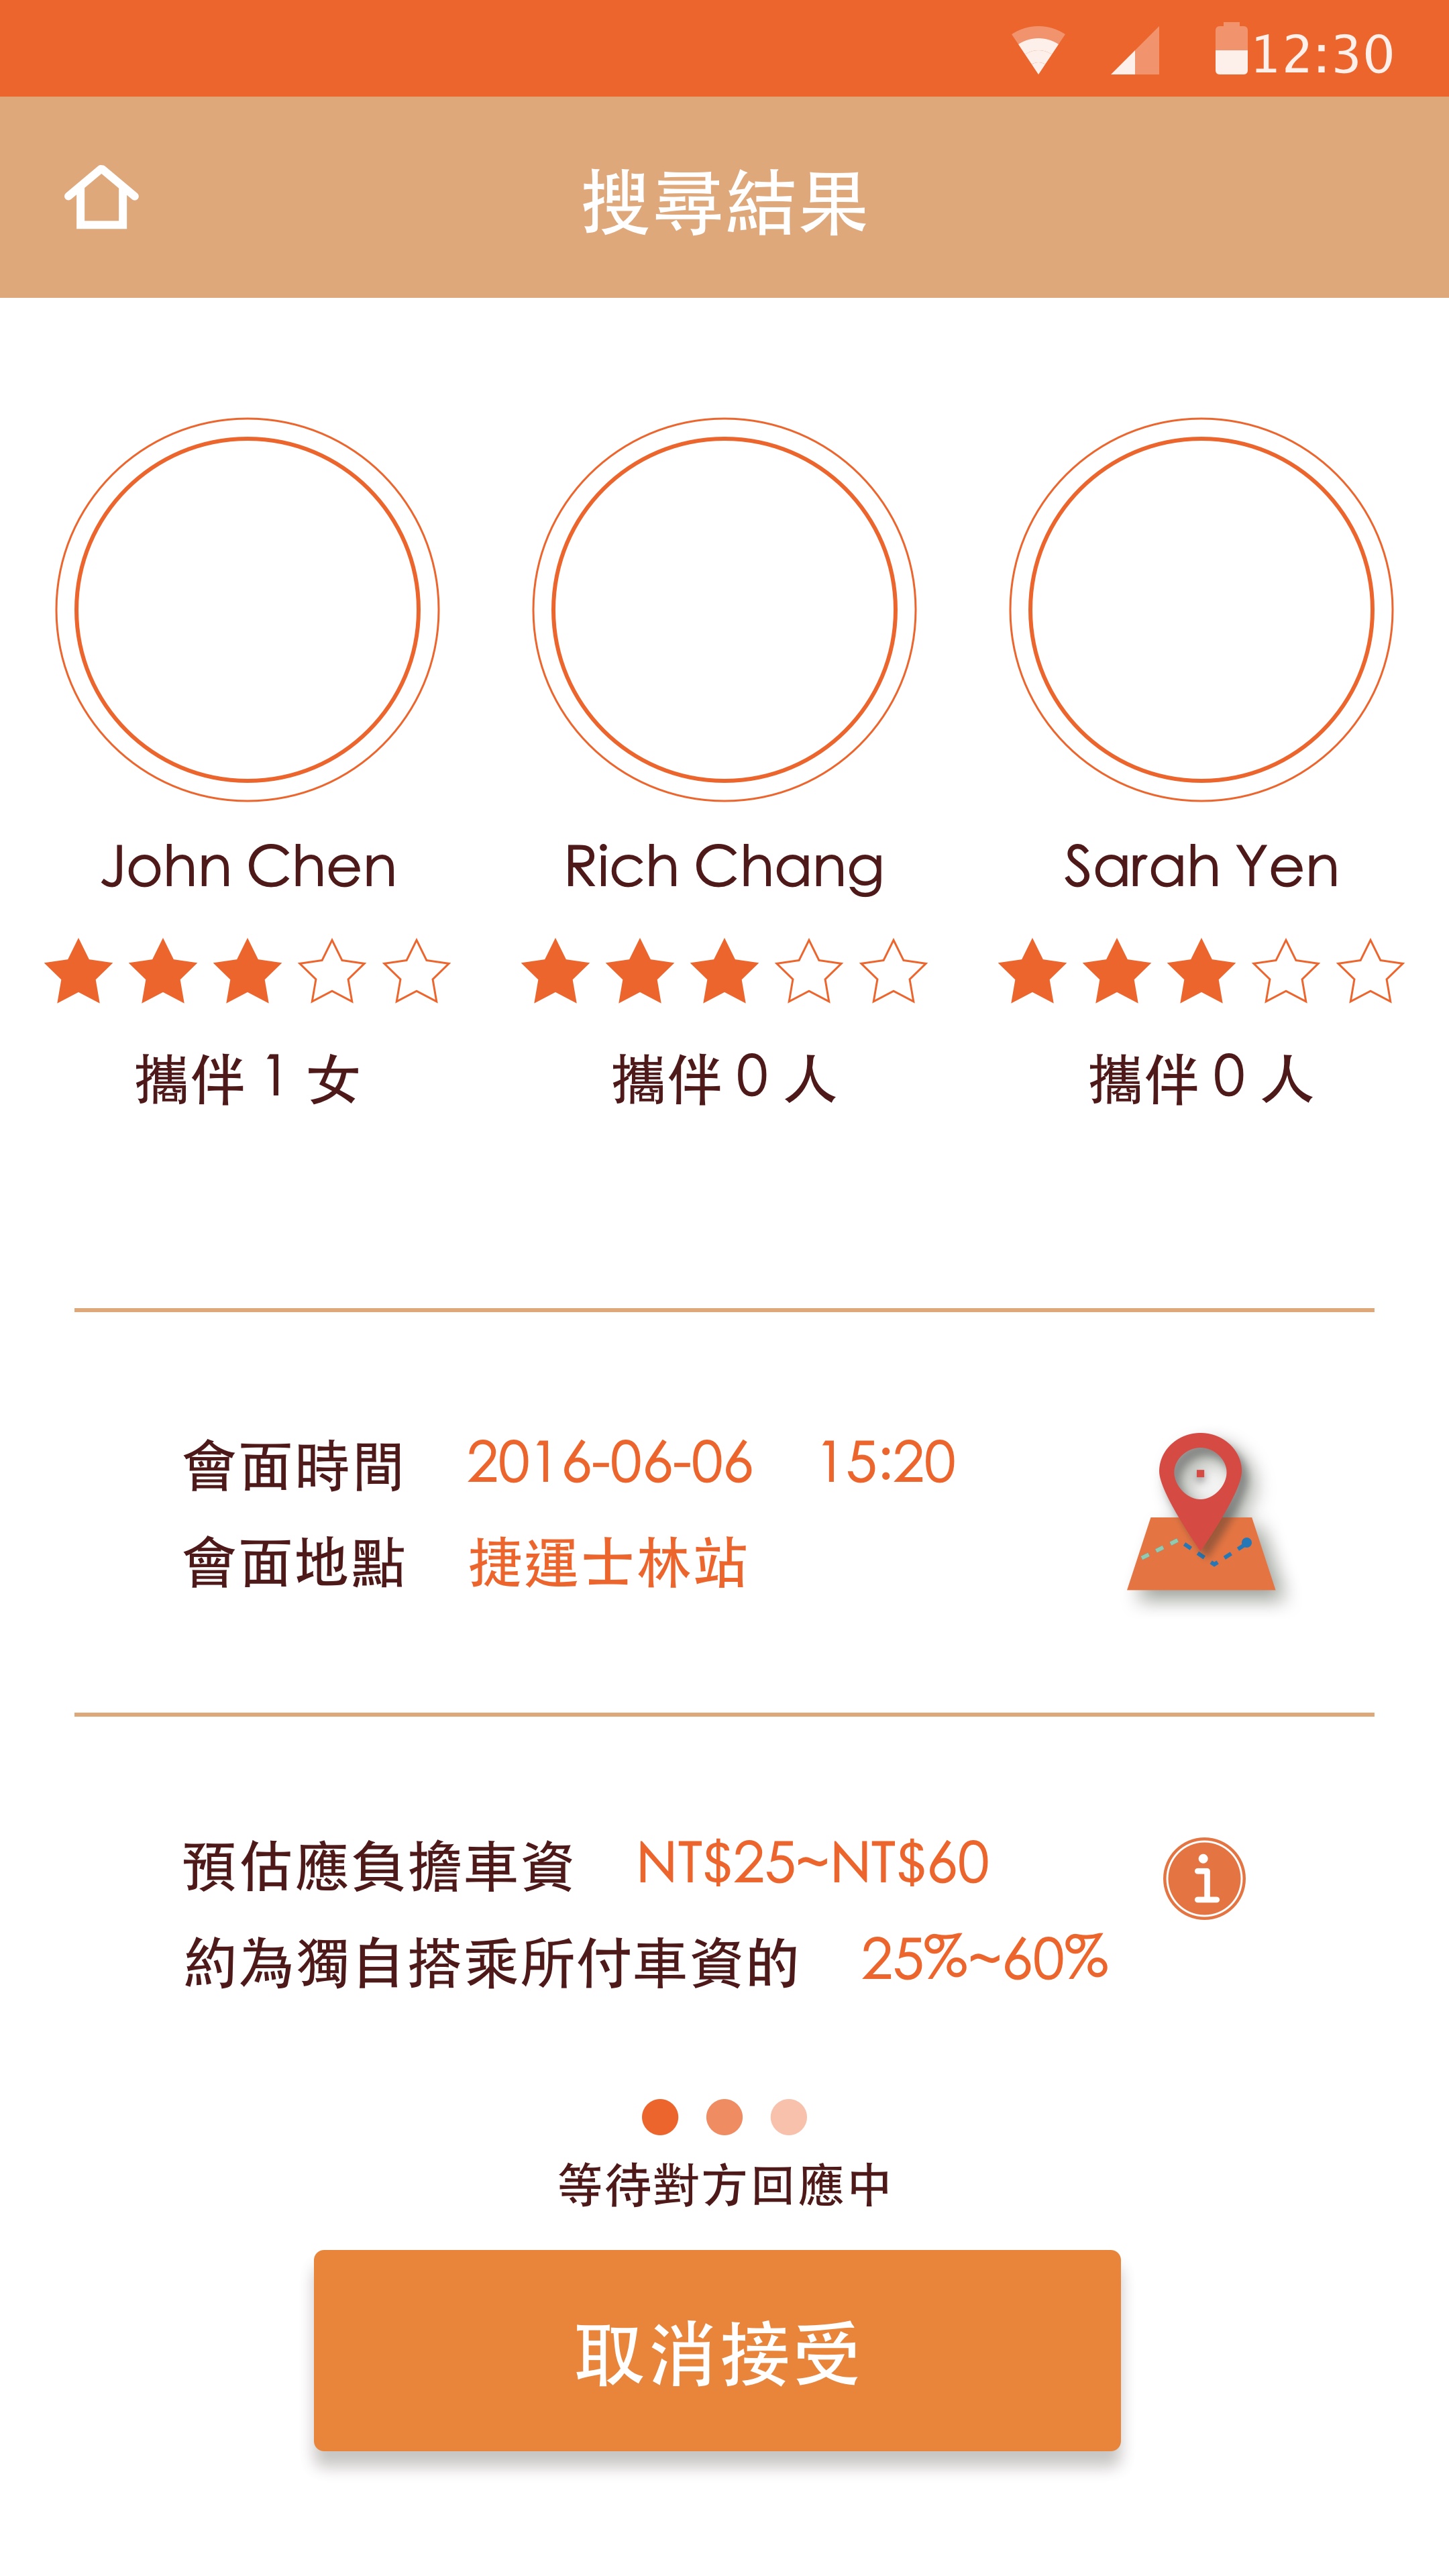 12:30
搜尋結果
John Chen Rich Chang Sarah Yen
攜伴 1 女 攜伴 0 人 攜伴 0 人
會面時間 2016-06-06 15:20
會面地點 捷運士林站
預估應負擔車資 NT$25~NT$60
約為獨自搭乘所付車資的 25%~60%
等待對方回應中
取消接受